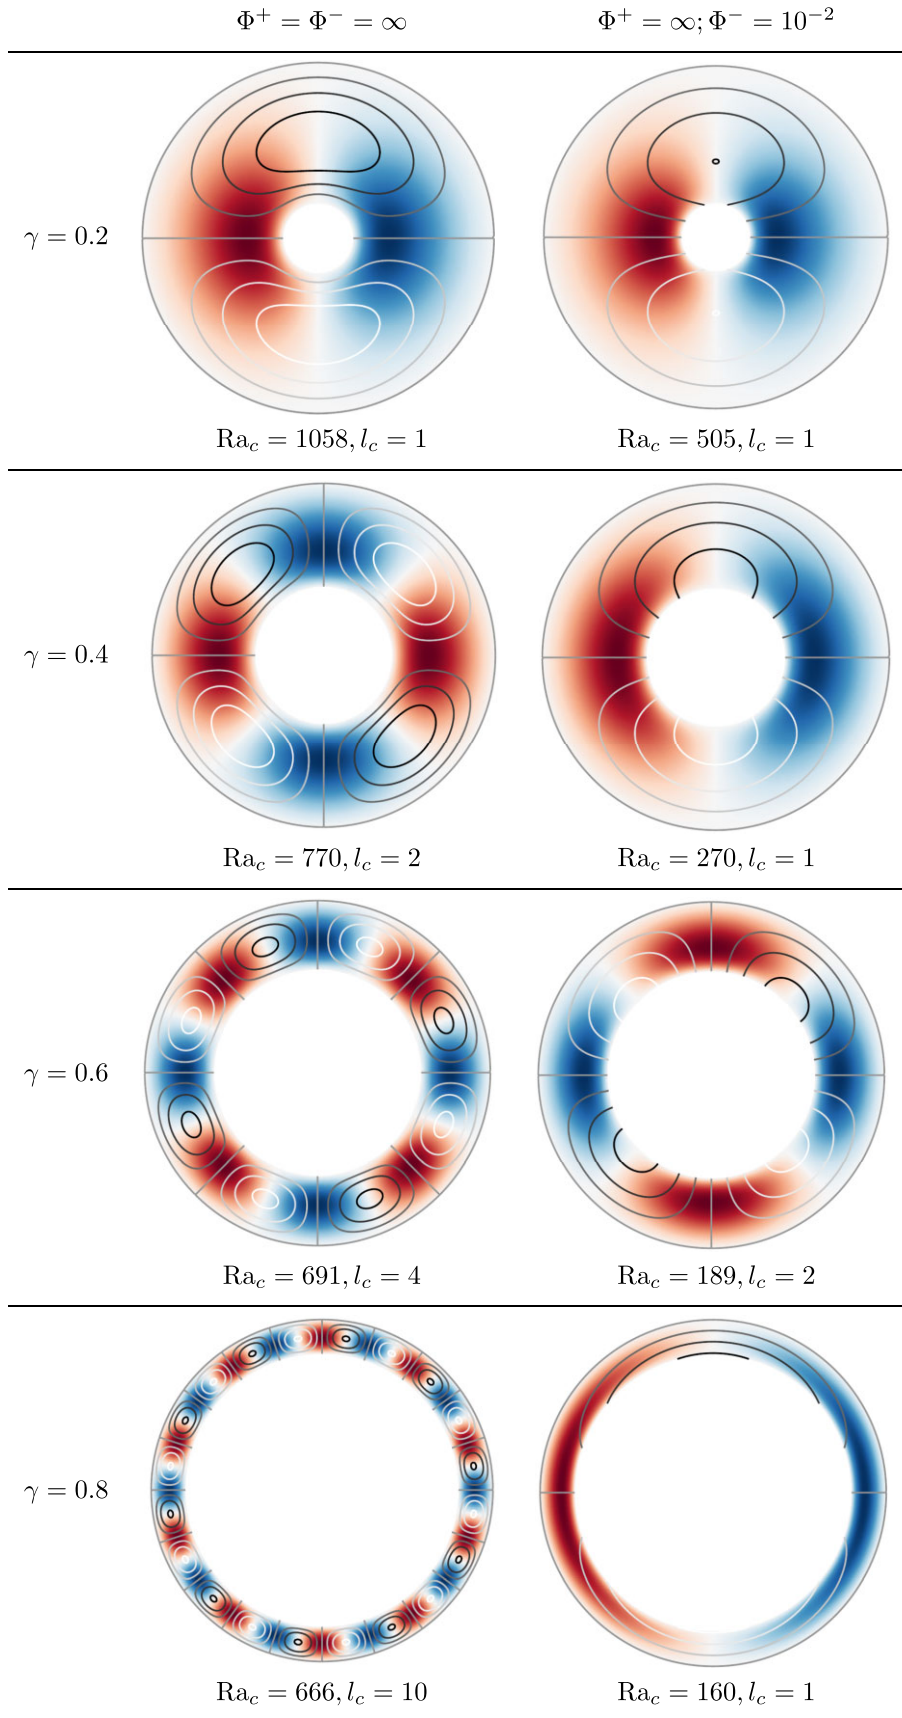 Φ⁺ = Φ⁻ = ∞ Φ⁺ = ∞; Φ⁻ = 10⁻²
γ = 0.2
Ra_c = 1058, l_c = 1 Ra_c = 505, l_c = 1
γ = 0.4
Ra_c = 770, l_c = 2 Ra_c = 270, l_c = 1
γ = 0.6
Ra_c = 691, l_c = 4 Ra_c = 189, l_c = 2
γ = 0.8
Ra_c = 666, l_c = 10 Ra_c = 160, l_c = 1